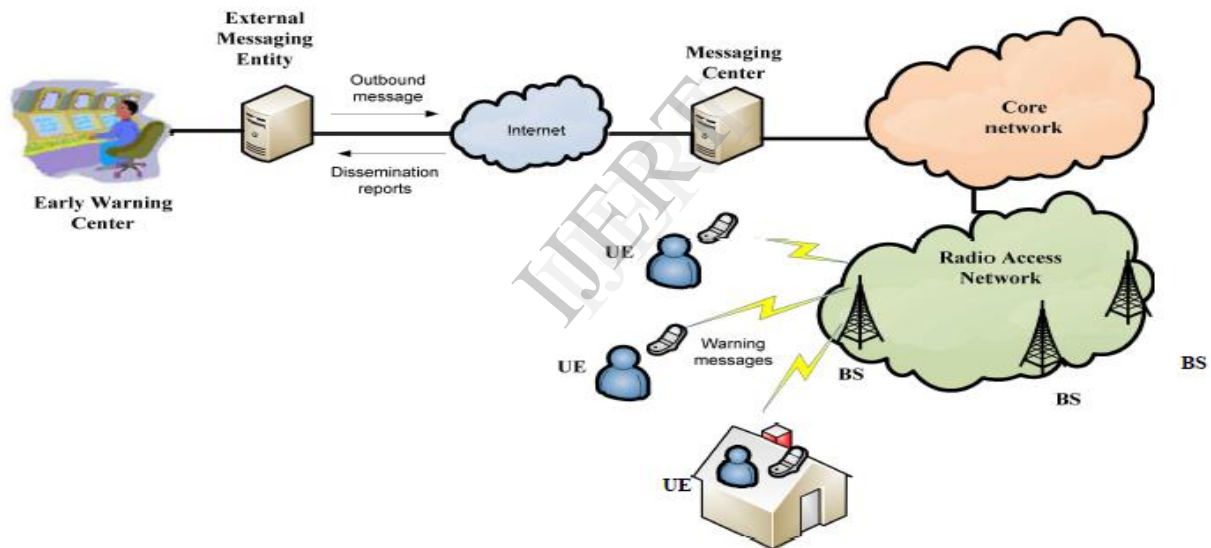 External
Messaging
Entity
Messaging
Center
Outbound
message
Internet
Core
network
Dissemination
reports
Early Warning
Center
IJERT
UE
Radio Access
Network
UE
Warning
messages
BS
BS
BS
UE